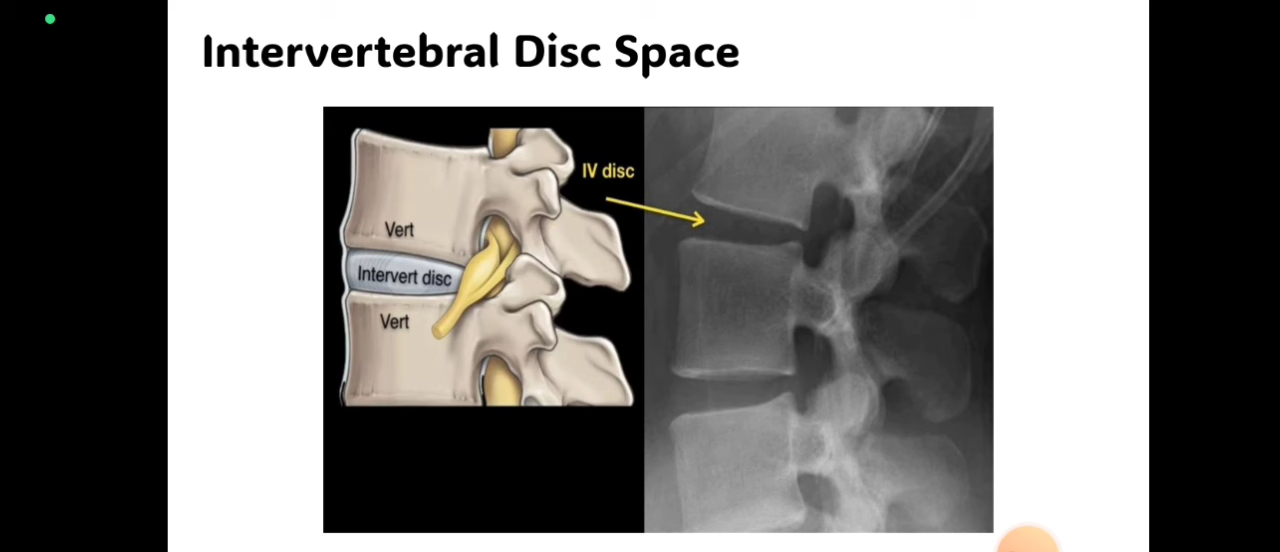 Intervertebral Disc Space
IV disc
Vert
Intervert disc
Vert